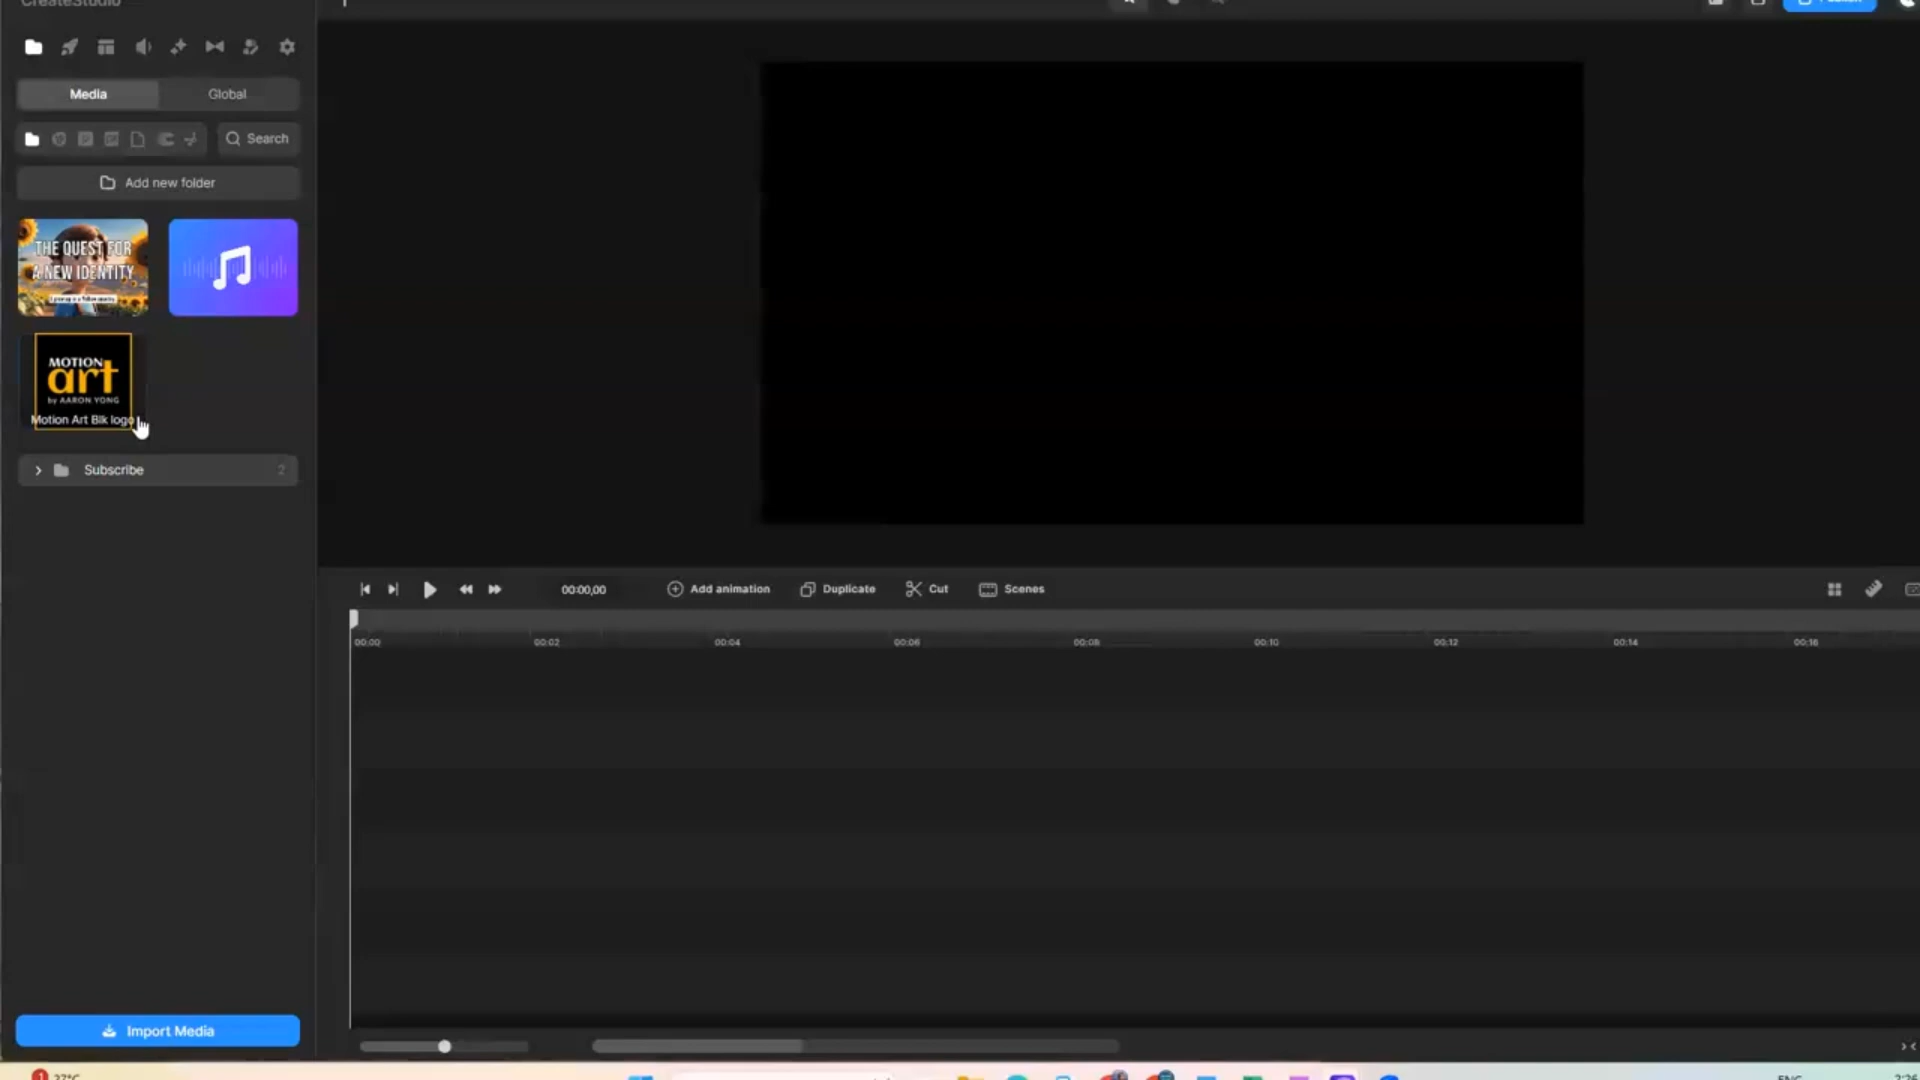 CreateStudio
Media
Global
Search
Add new folder
THE QUEST FOR
A NEW IDENTITY
MOTION
art
by AARON YONG
Motion Art Blk logo
Subscribe
2
00:00,00
Add animation
Duplicate
Cut
Scenes
00:00
00:02
00:04
00:06
00:08
00:10
00:12
00:14
00:16
Import Media